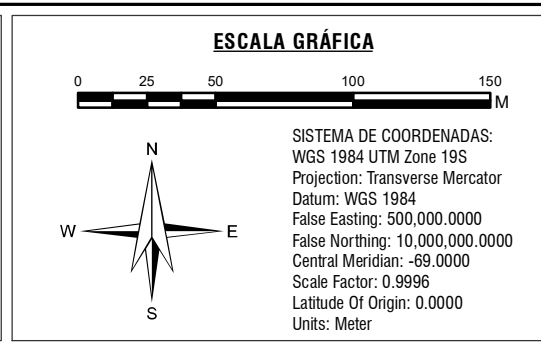 ESCALA GRÁFICA
0 25 50 100 150
M
SISTEMA DE COORDENADAS:
WGS 1984 UTM Zone 19S
Projection: Transverse Mercator
Datum: WGS 1984
False Easting: 500,000.0000
False Northing: 10,000,000.0000
Central Meridian: -69.0000
Scale Factor: 0.9996
Latitude Of Origin: 0.0000
Units: Meter
N
W E
S